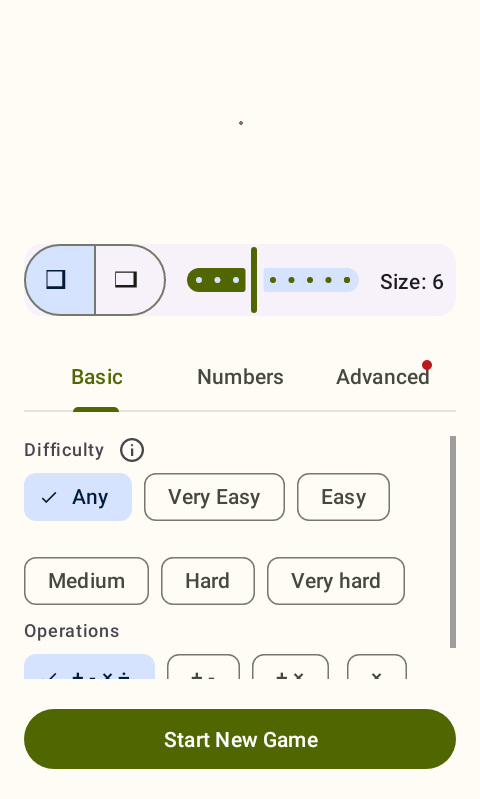 Size: 6
Basic Numbers Advanced
Difficulty
Any Very Easy Easy
Medium Hard Very hard
Operations
+ - × ÷ + - + × ×
Start New Game